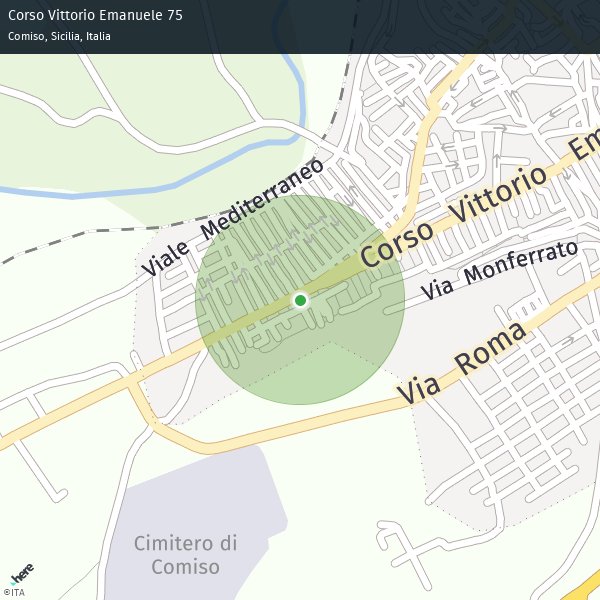 Corso Vittorio Emanuele 75
Comiso, Sicilia, Italia
Viale Mediterraneo
Corso Vittorio
Via Monferrato
Via Roma
Cimitero di
Comiso
here
©ITA